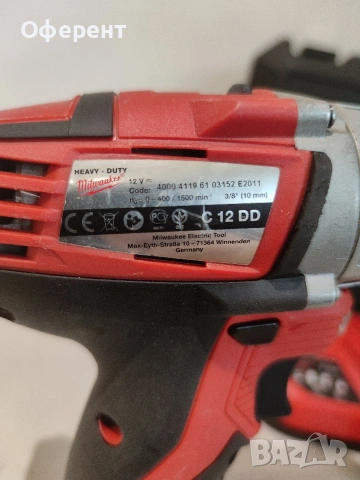 Оферент
HEAVY - DUTY
Milwaukee
12 V
Code: 4000 4119 61 03152 E2011
n₀ = 0 - 400 / 1500 min⁻¹ 3/8" (10 mm)
C 12 DD
Milwaukee Electric Tool
Max-Eyth-Straße 10 - 71364 Winnenden
Germany
BAZAR